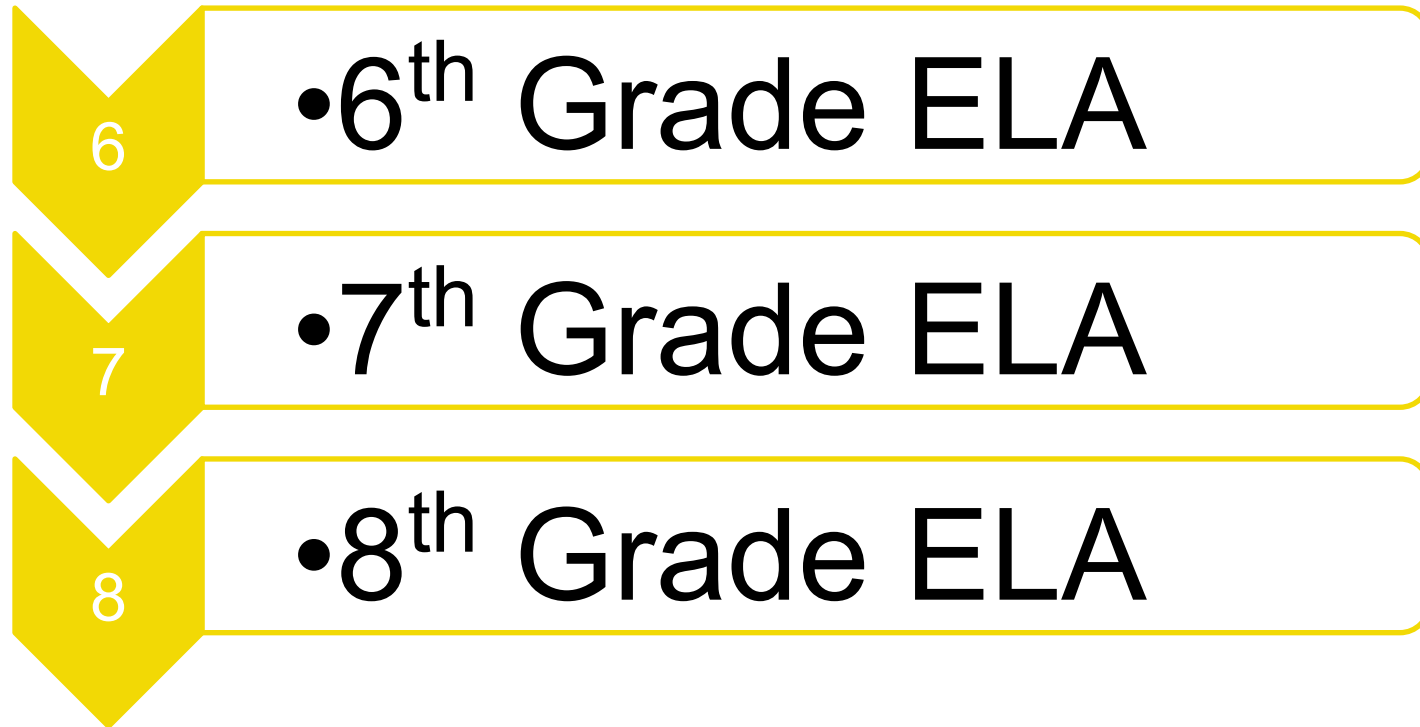 6
•6th Grade ELA
7
•7th Grade ELA
8
•8th Grade ELA